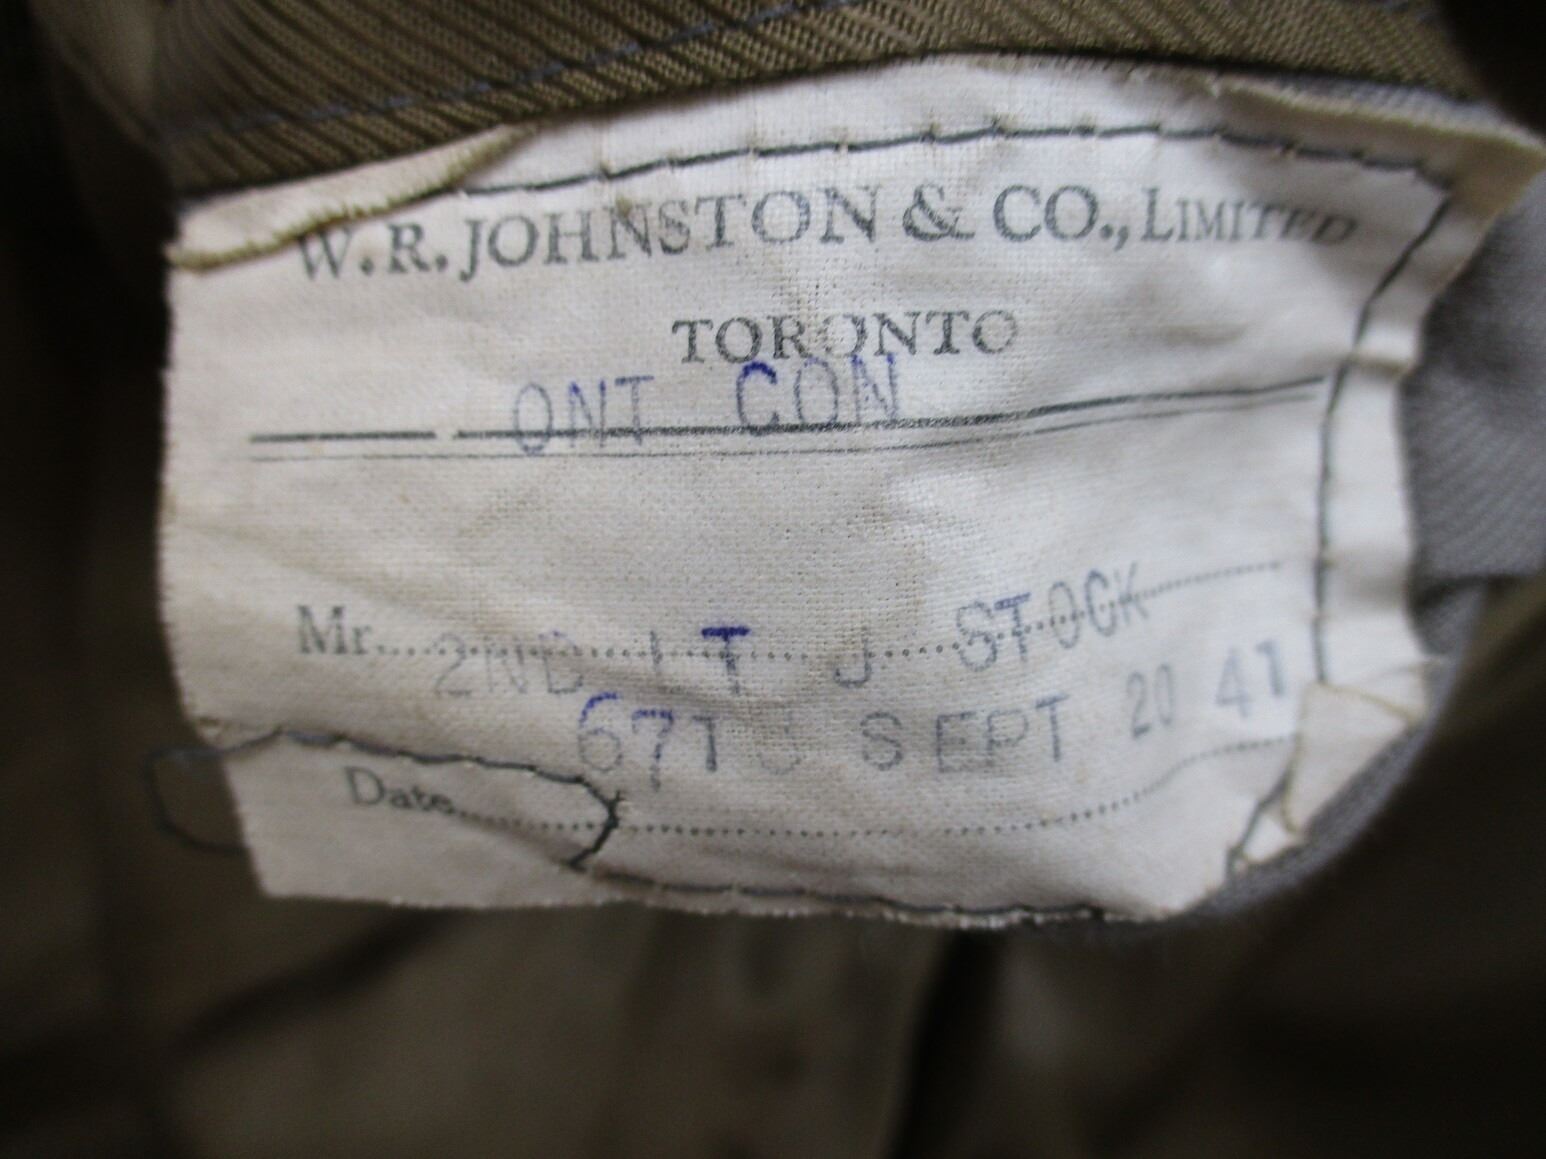 W. R. JOHNSTON & CO., LIMITED
TORONTO
ONT CON
Mr. 2ND LT J STOCK
SEPT 20 41
Date